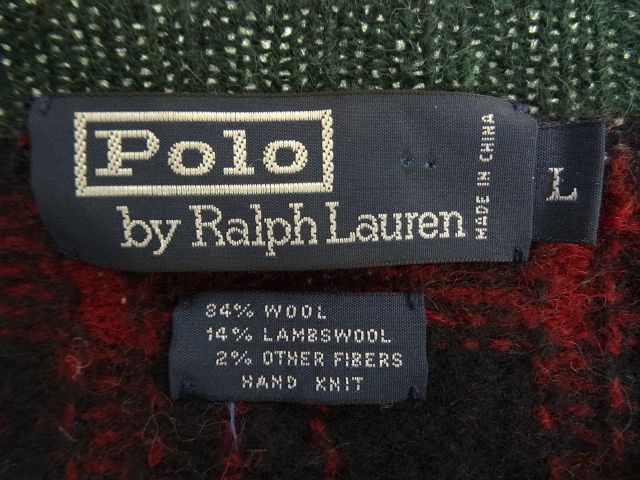 Polo
by Ralph Lauren
MADE IN CHINA
L
84% WOOL
14% LAMBSWOOL
2% OTHER FIBERS
HAND KNIT